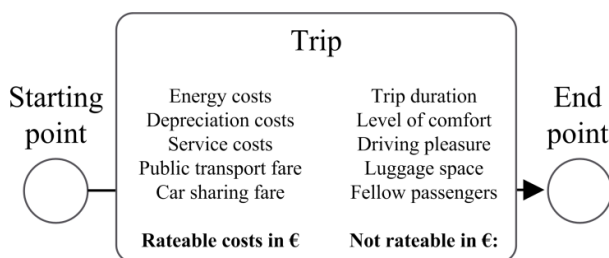 Trip
Starting
point
Energy costs
Depreciation costs
Service costs
Public transport fare
Car sharing fare
Rateable costs in €
Trip duration
Level of comfort
Driving pleasure
Luggage space
Fellow passengers
Not rateable in €:
End
point